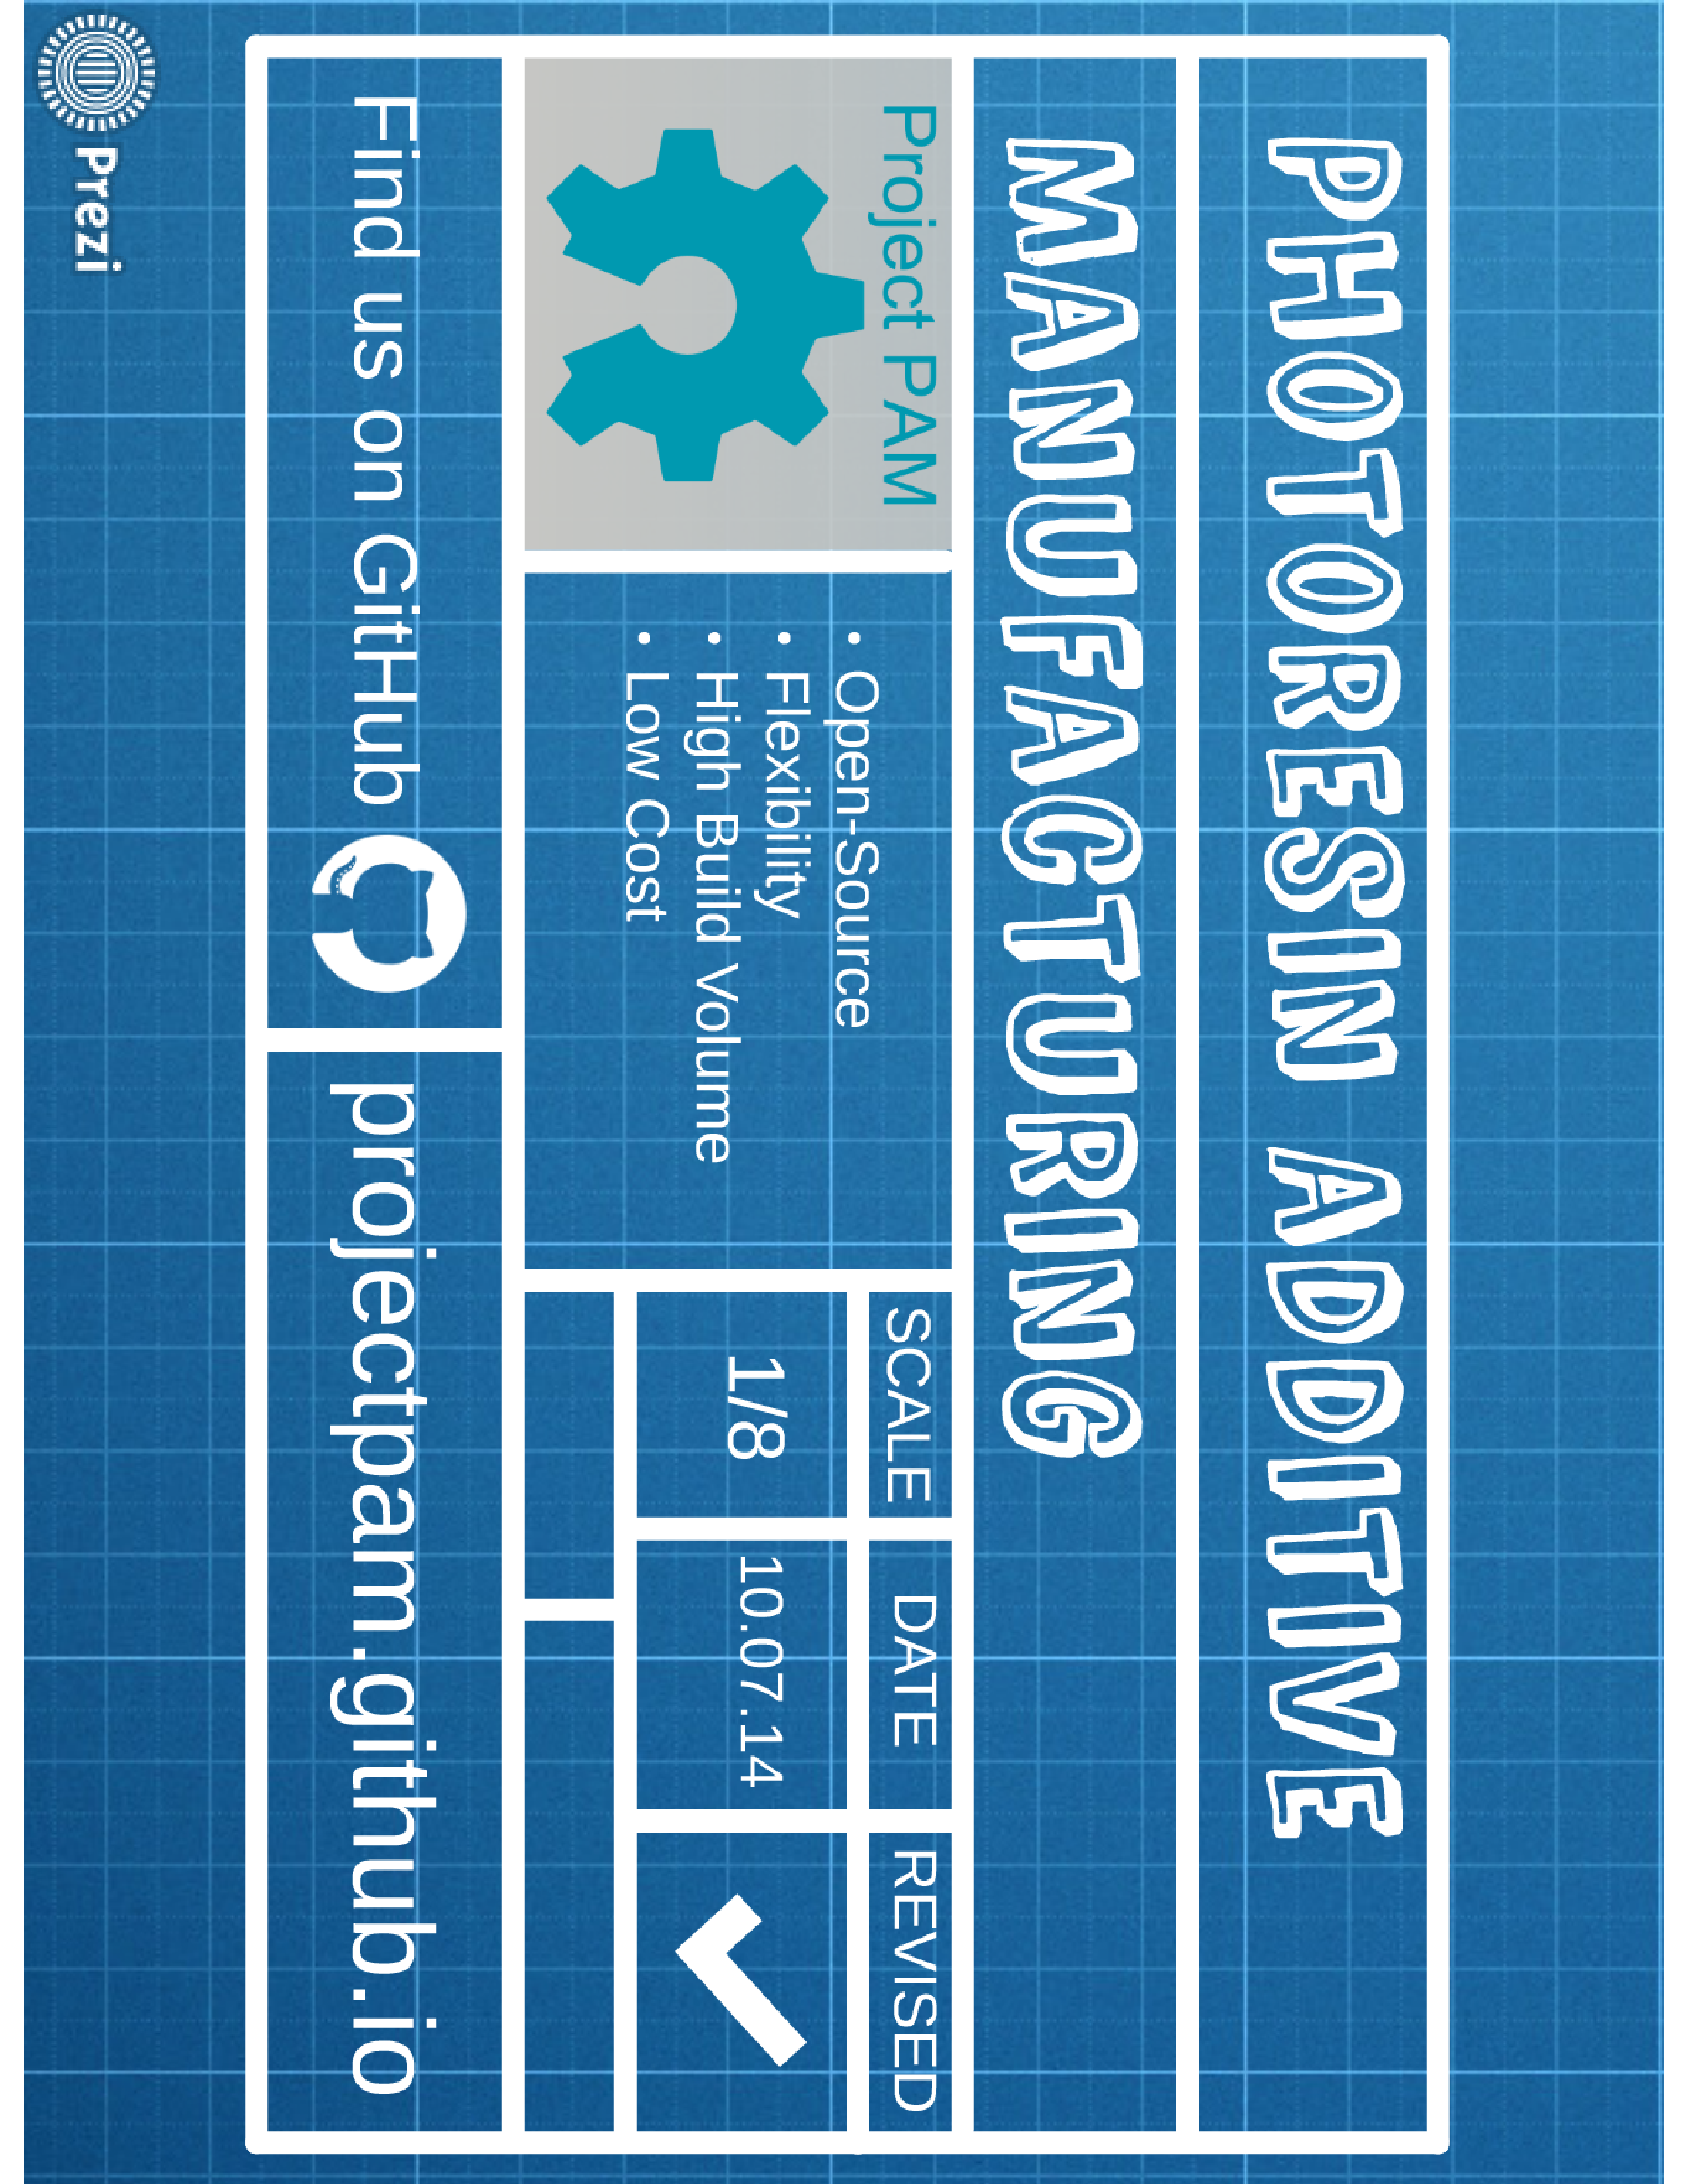 PHOTORESIN ADDITIVE
MANUFACTURING
Project PAM
• Open-Source
• Flexibility
• High Build Volume
• Low Cost
SCALE
DATE
REVISED
1/8
10.07.14
Find us on GitHub
projectpam.github.io
Prezi